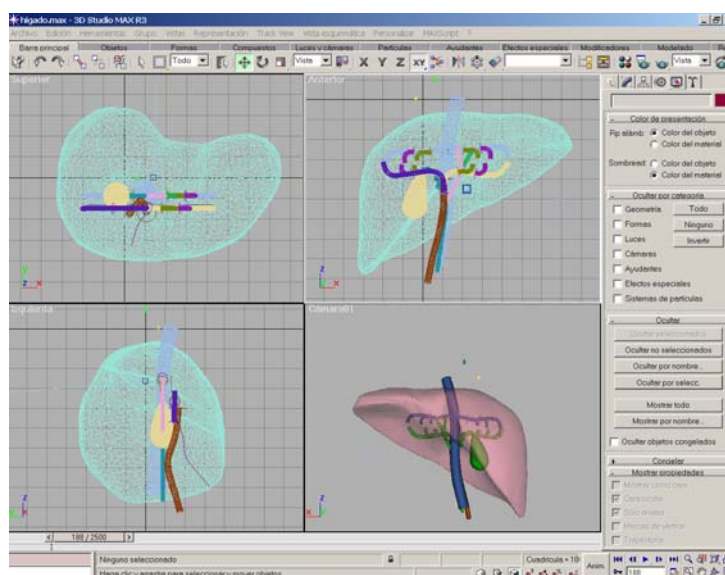 higado.max - 3D Studio MAX R3
Archivo Edición Herramientas Grupo Vistas Representación Track View Vista esquemática Personalizar MAXScript ?
Barra principal Objetos Formas Compuestos Luces y cámaras Partículas Ayudantes Efectos especiales Modificadores Modelado
Todo Vista X Y Z XY Vista
Superior
Anterior
Izquierda
Cámara01
Color de presentación
Color del objeto
Color del material
Sombread.
Color del objeto
Color del material
Ocultar por categoría
Geometría
Todo
Formas
Ninguno
Luces
Invertir
Cámaras
Ayudantes
Efectos especiales
Sistemas de partículas
Ocultar
Ocultar seleccionados
Ocultar no seleccionados
Ocultar por nombre...
Ocultar por selecc.
Mostrar todo
Mostrar por nombre...
Ocultar objetos congelados
Congelar
Mostrar propiedades
Mostrar como caja
Cara oculta
Sólo aristas
Marcas de vértice
Trayectoria
188 / 2500
Ninguno seleccionado
Cuadrícula = 10
Anim.
Haga clic y arrastre para seleccionar y mover objetos
188